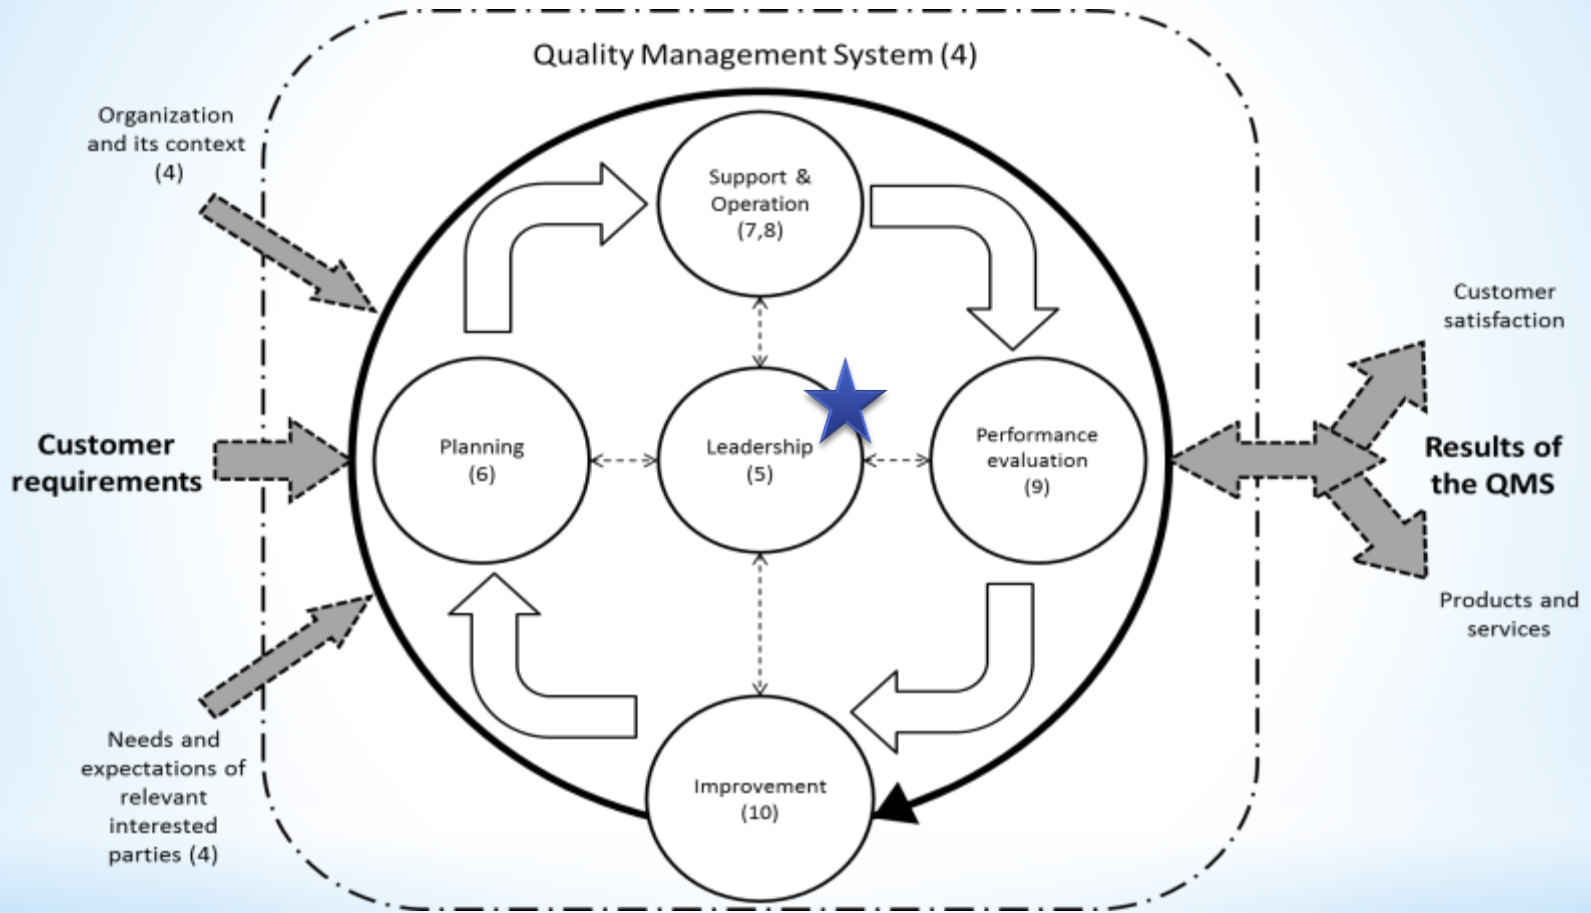 Quality Management System (4)
Organization
and its context
(4)
Support &
Operation
(7,8)
Customer
satisfaction
Customer
requirements
Planning
(6)
Leadership
(5)
Performance
evaluation
(9)
Results of
the QMS
Products and
services
Needs and
expectations of
relevant
interested
parties (4)
Improvement
(10)